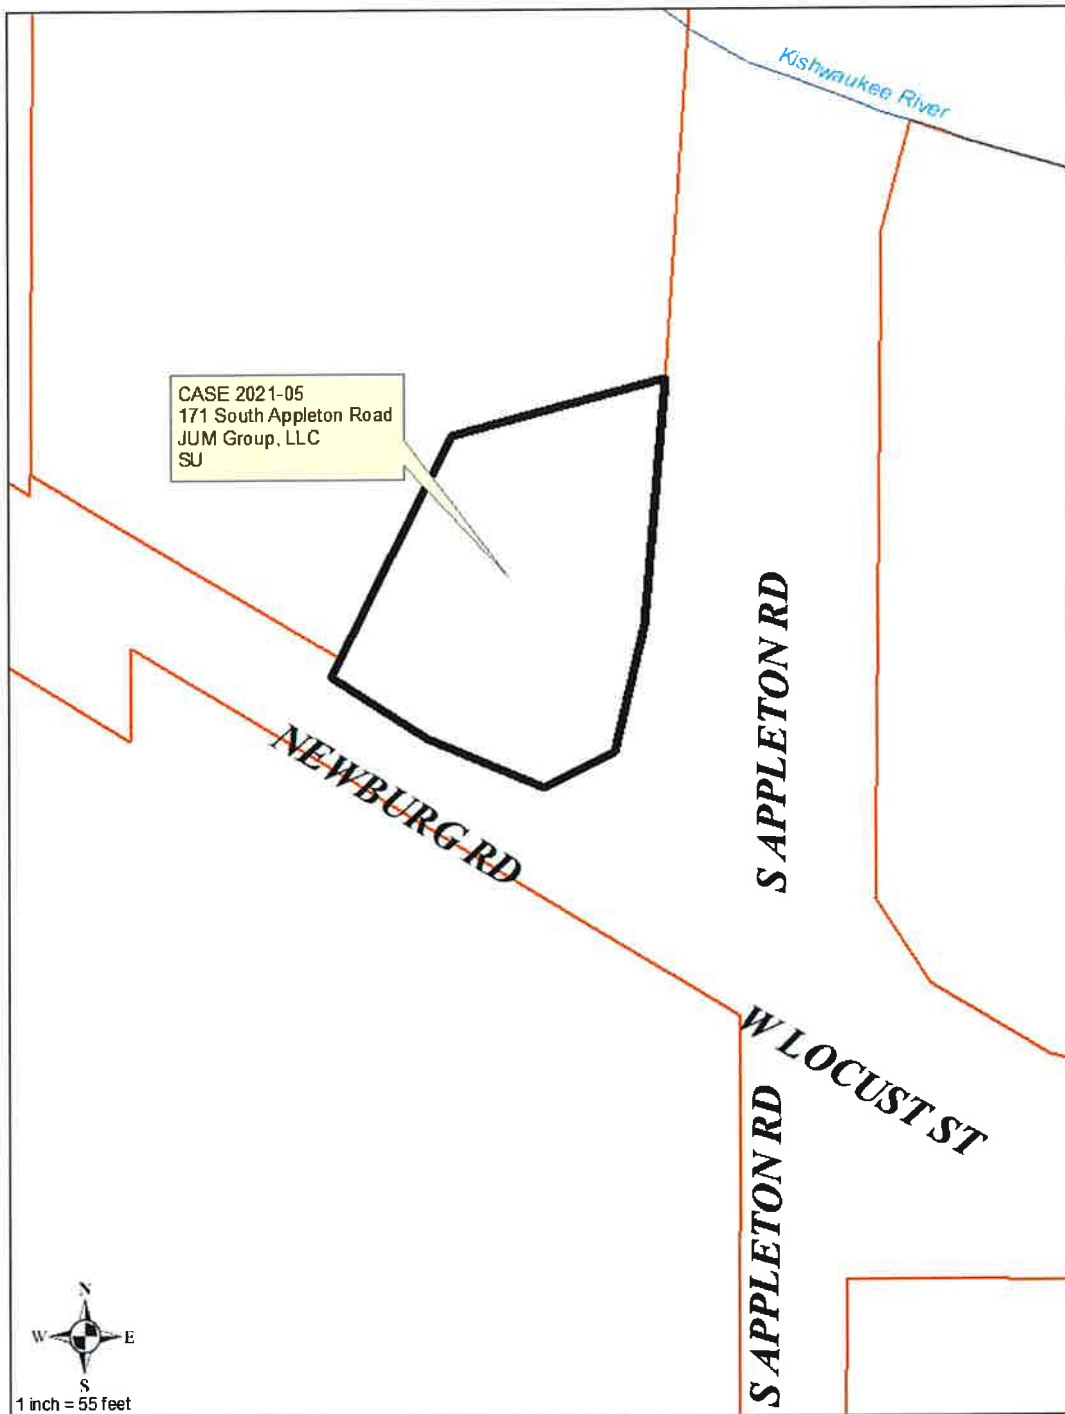 Kishwaukee River
CASE 2021-05
171 South Appleton Road
JUM Group, LLC
SU
S APPLETON RD
NEWBURG RD
W LOCUST ST
S APPLETON RD
N
W E
S
1 inch = 55 feet